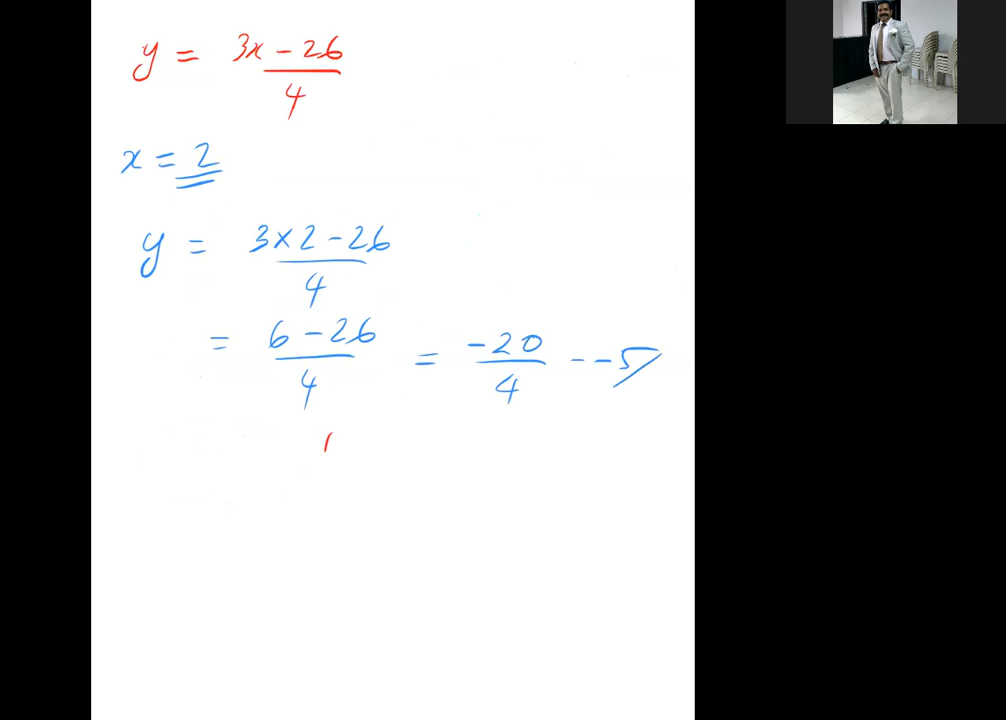 y = 3x - 26 / 4
x = 2
y = 3 × 2 - 26 / 4
= 6 - 26 / 4 = -20 / 4 - -5